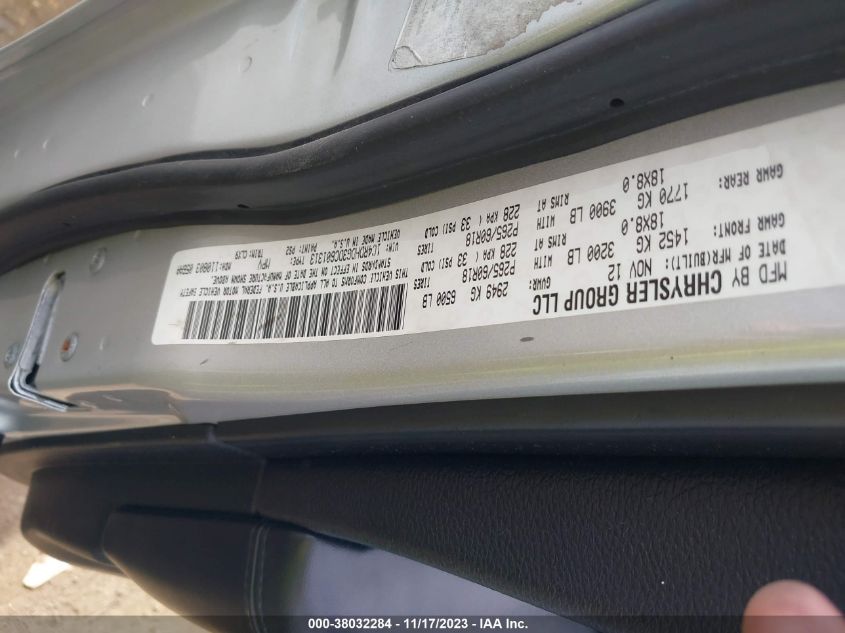 MFD BY CHRYSLER GROUP LLC
DATE OF MFR(BUILT): NOV 12 GVWR: 2949 KG 6500 LB
GAWR FRONT: 1452 KG 3200 LB WITH P265/60R18 TIRES
18X8.0 RIMS AT 228 KPA ( 33 PSI) COLD
GAWR REAR: 1770 KG 3900 LB WITH P265/60R18 TIRES
18X8.0 RIMS AT 228 KPA ( 33 PSI) COLD
THIS VEHICLE CONFORMS TO ALL APPLICABLE U.S.A. FEDERAL MOTOR VEHICLE SAFETY
STANDARDS IN EFFECT ON THE DATE OF MANUFACTURE SHOWN ABOVE.
TYPE: MPV
VEHICLE MADE IN U.S.A. PAINT: PS2
000-38032284 - 11/17/2023 - IAA Inc.